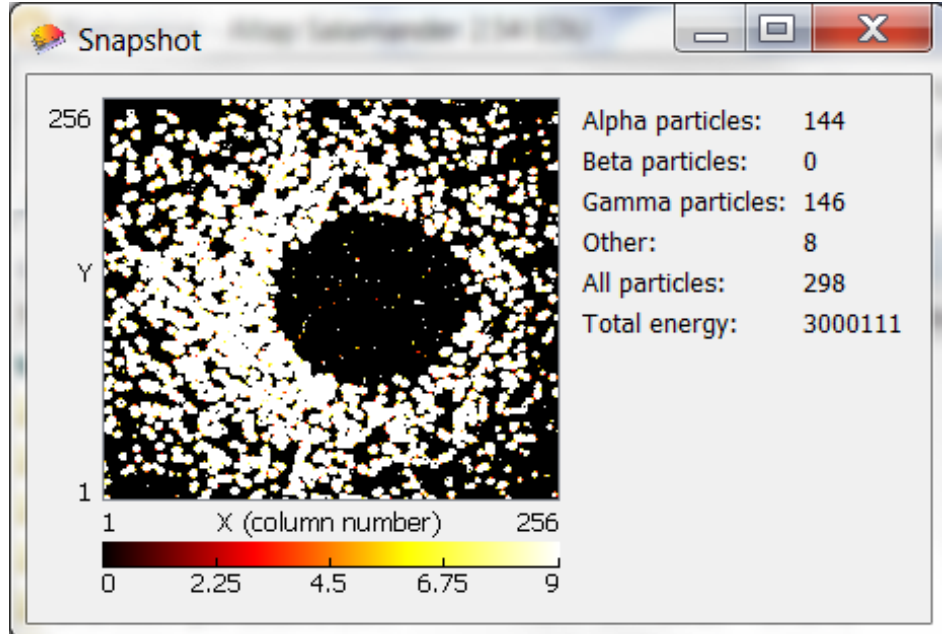 Snapshot
256
Y
1
1 X (column number) 256
0 2.25 4.5 6.75 9
Alpha particles: 144
Beta particles: 0
Gamma particles: 146
Other: 8
All particles: 298
Total energy: 3000111